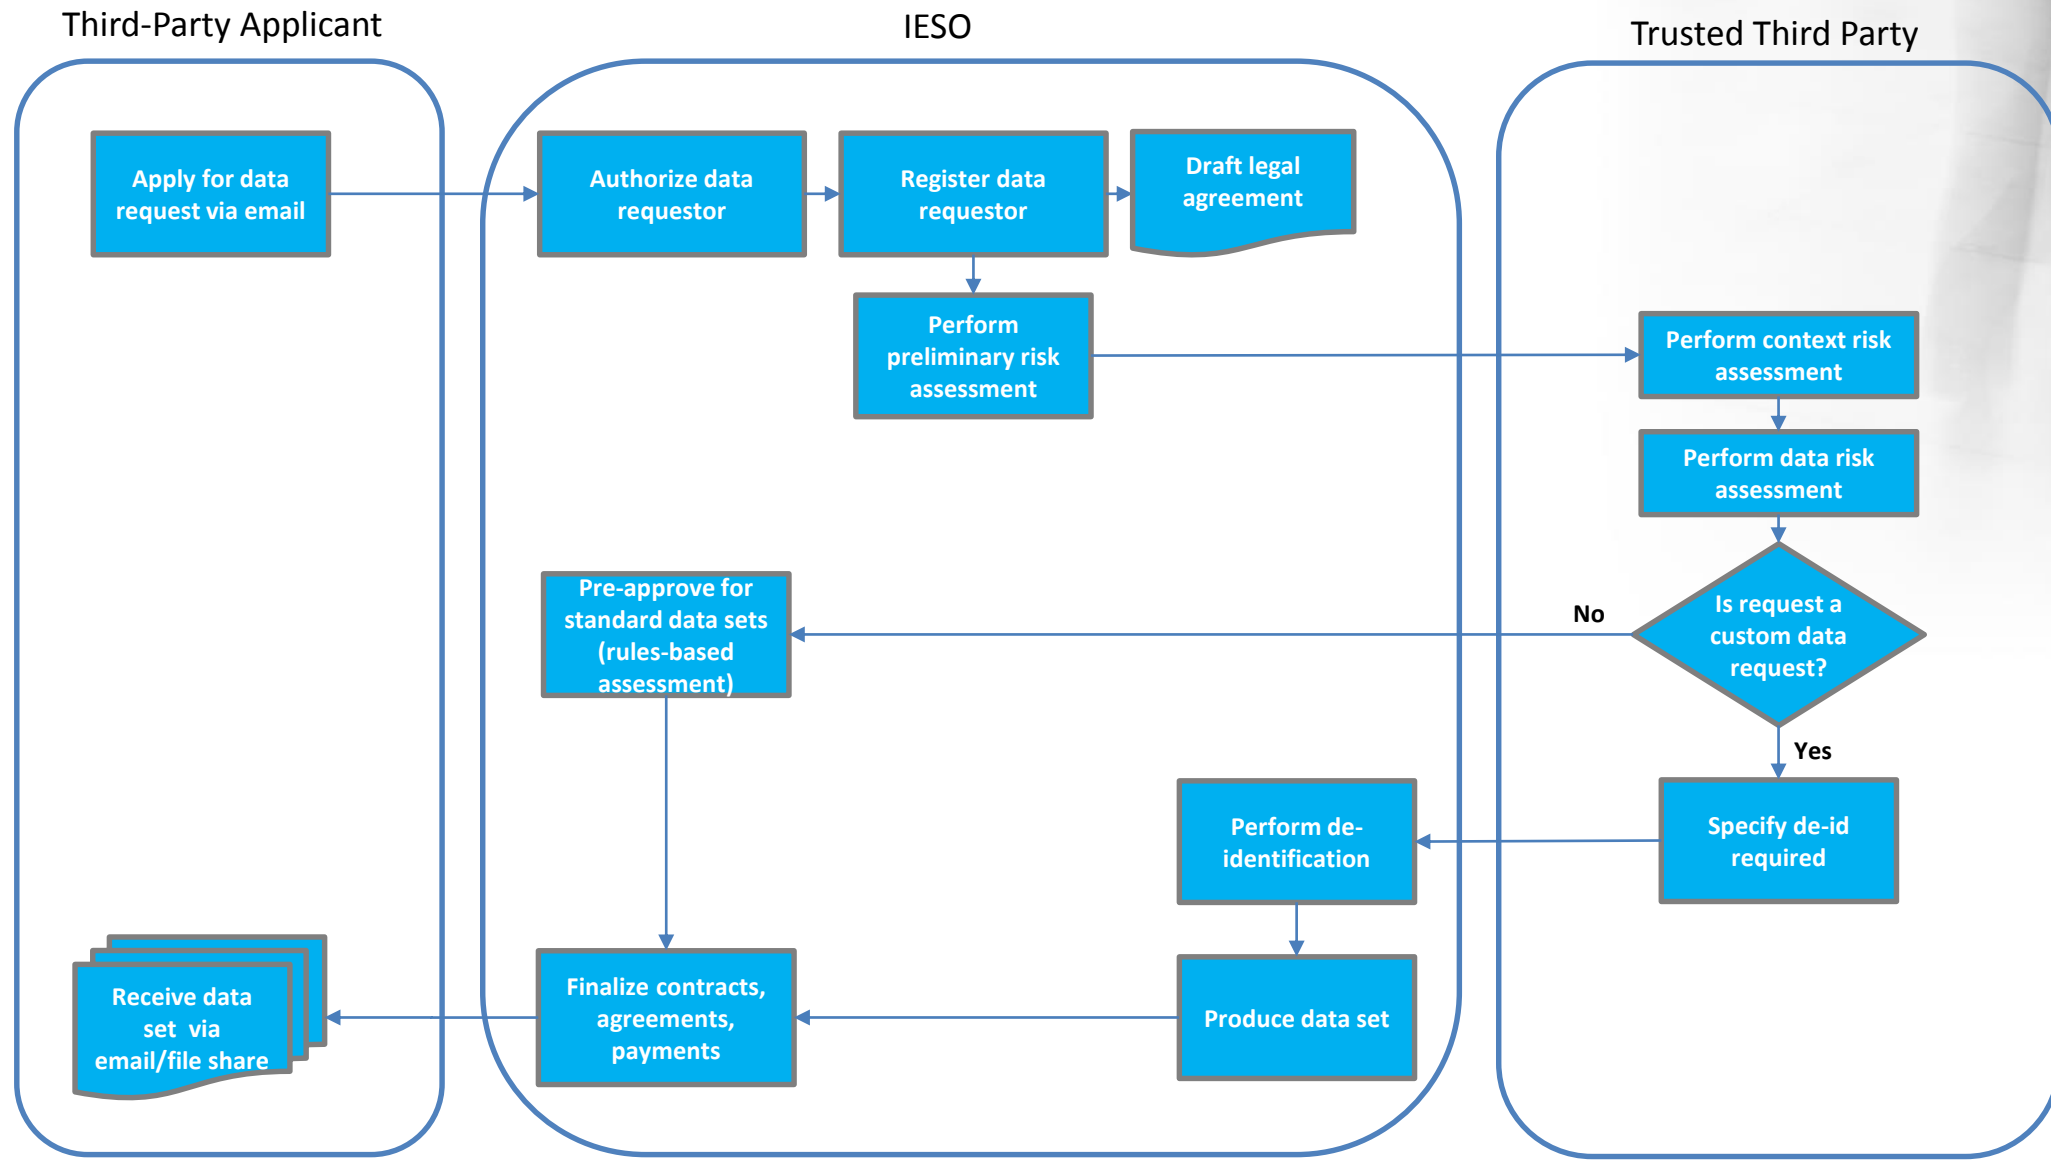 Third-Party Applicant
IESO
Trusted Third Party
Apply for data
request via email
Authorize data
requestor
Register data
requestor
Draft legal
agreement
Perform
preliminary risk
assessment
Perform context risk
assessment
Perform data risk
assessment
Pre-approve for
standard data sets
(rules-based
assessment)
No
Is request a
custom data
request?
Yes
Perform de-
identification
Specify de-id
required
Receive data
set via
email/file share
Finalize contracts,
agreements,
payments
Produce data set